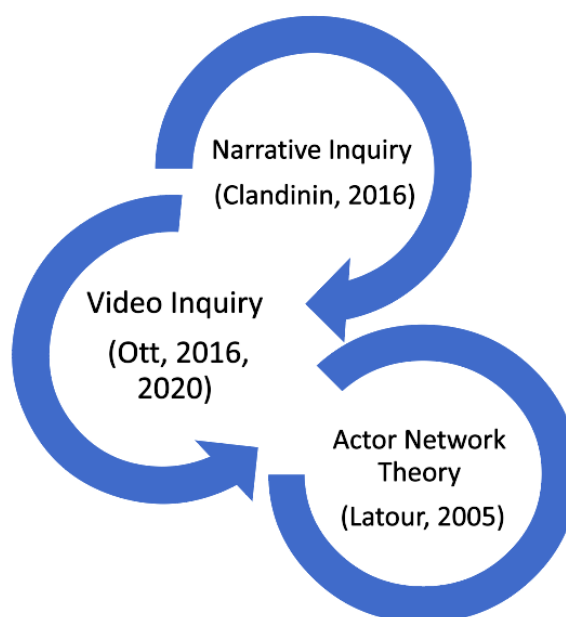 Narrative Inquiry
(Clandinin, 2016)
Video Inquiry
(Ott, 2016,
2020)
Actor Network
Theory
(Latour, 2005)